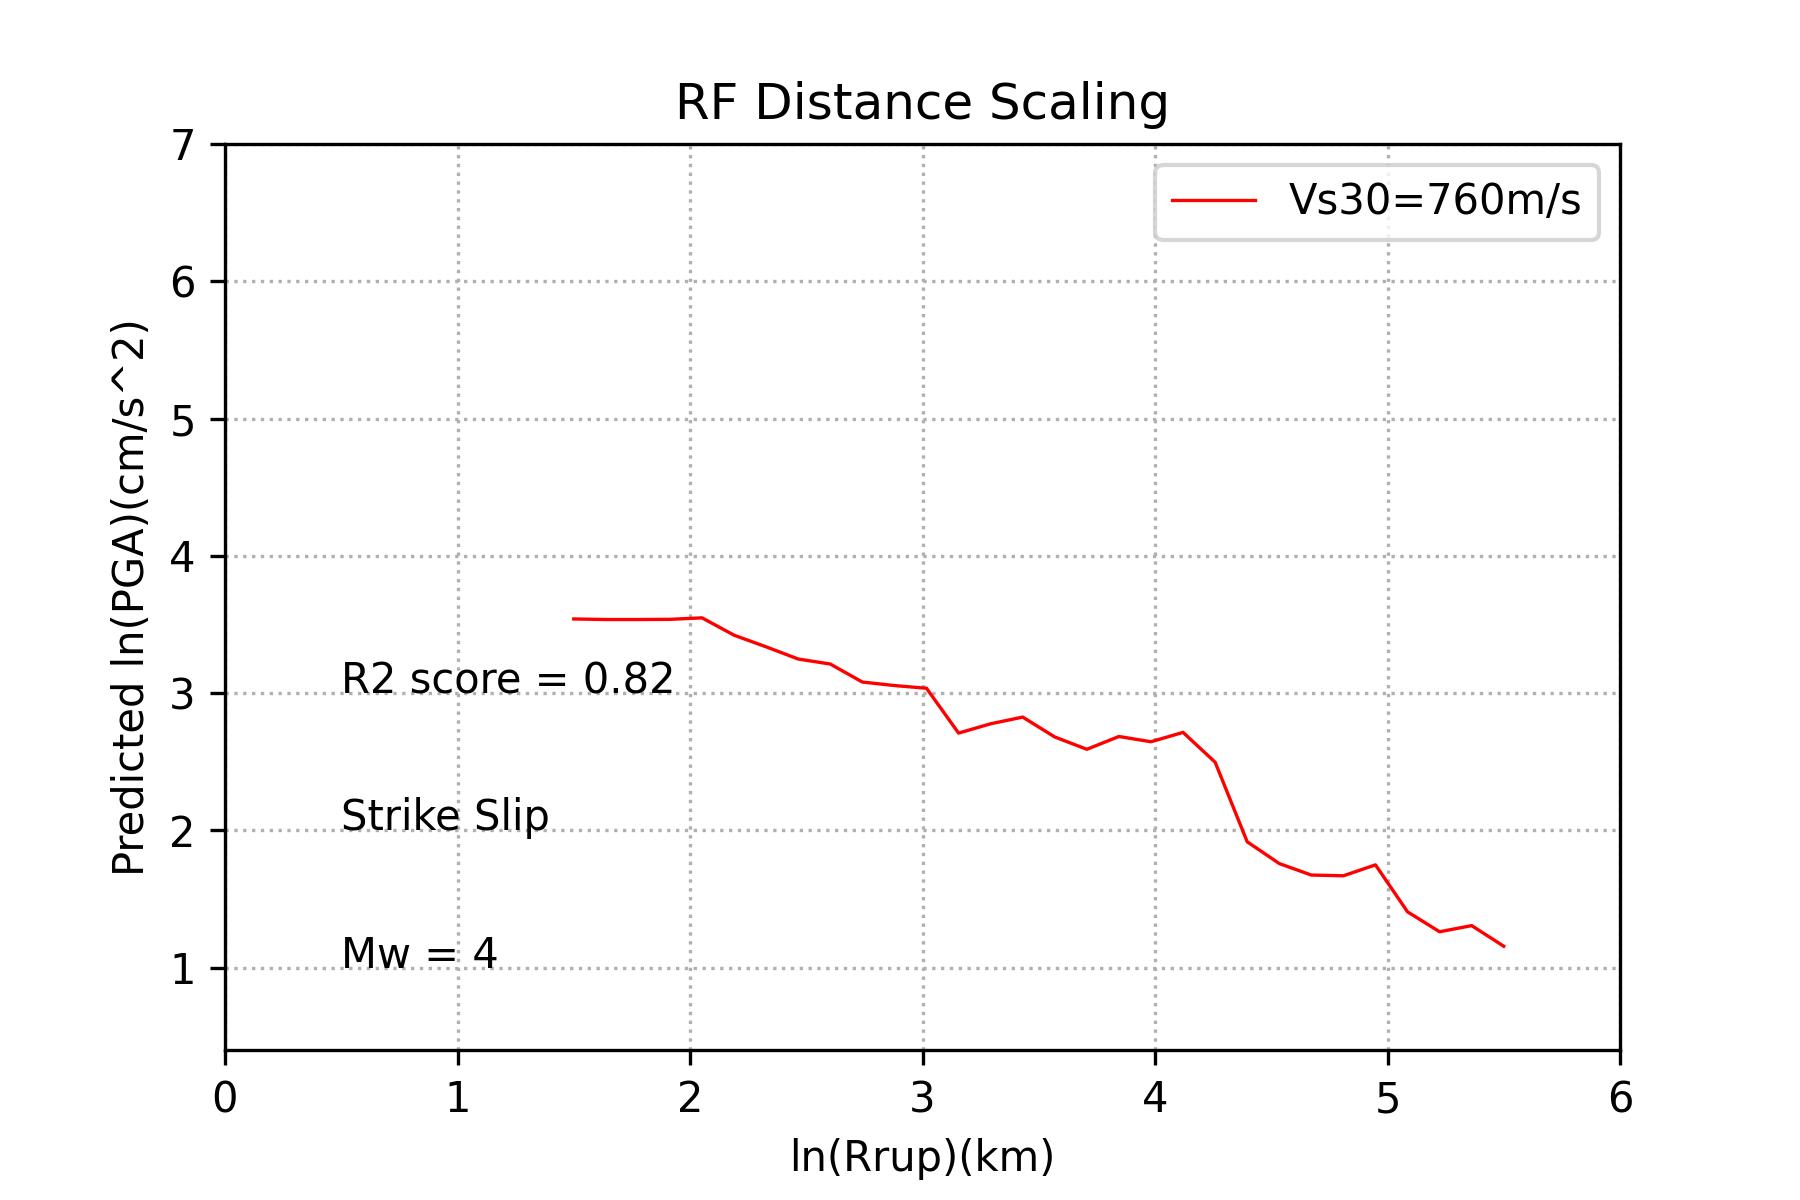 RF Distance Scaling
7
6
5
4
3
2
1
Predicted ln(PGA)(cm/s^2)
Vs30=760m/s
R2 score = 0.82
Strike Slip
Mw = 4
0 1 2 3 4 5 6
ln(Rrup)(km)